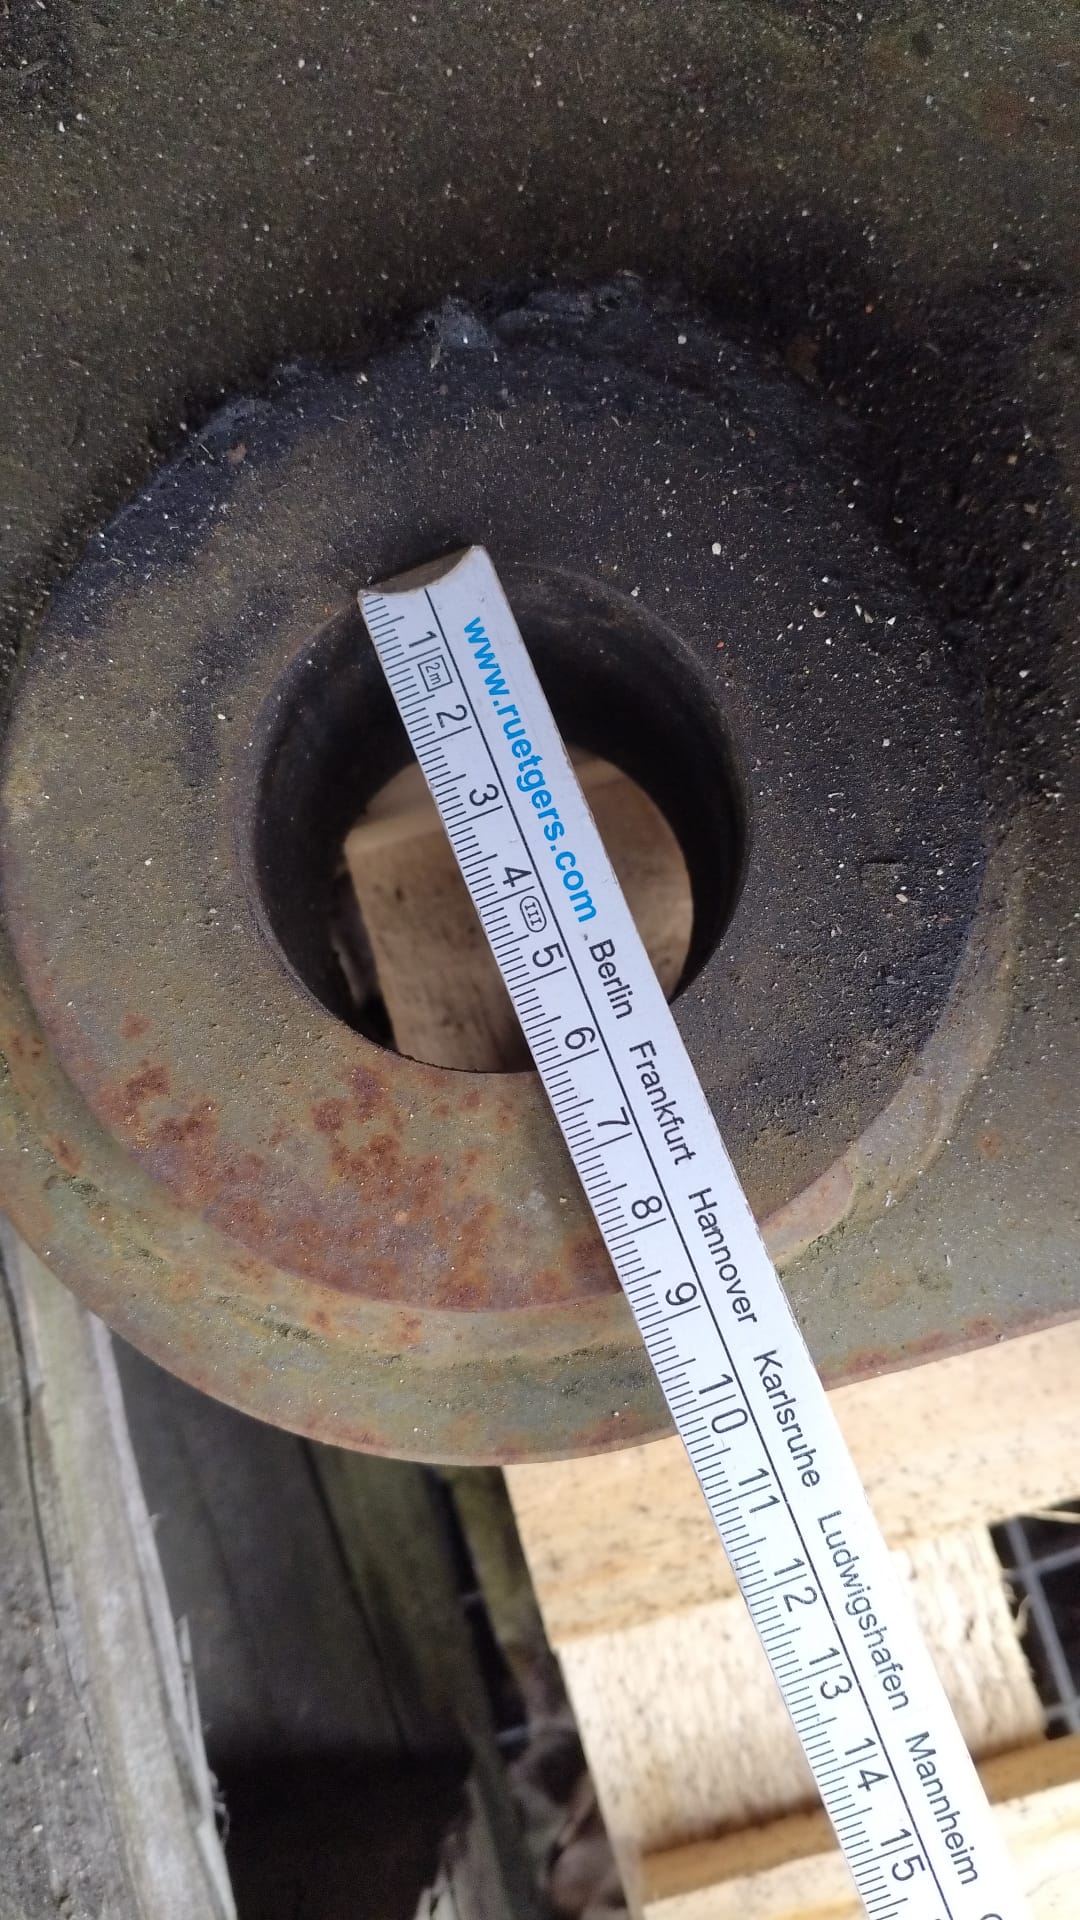 www.ruetgers.com Berlin Frankfurt Hannover Karlsruhe Ludwigshafen Mannheim
1 2m 2 3 4 III 5 6 7 8 9 10 11 12 13 14 15